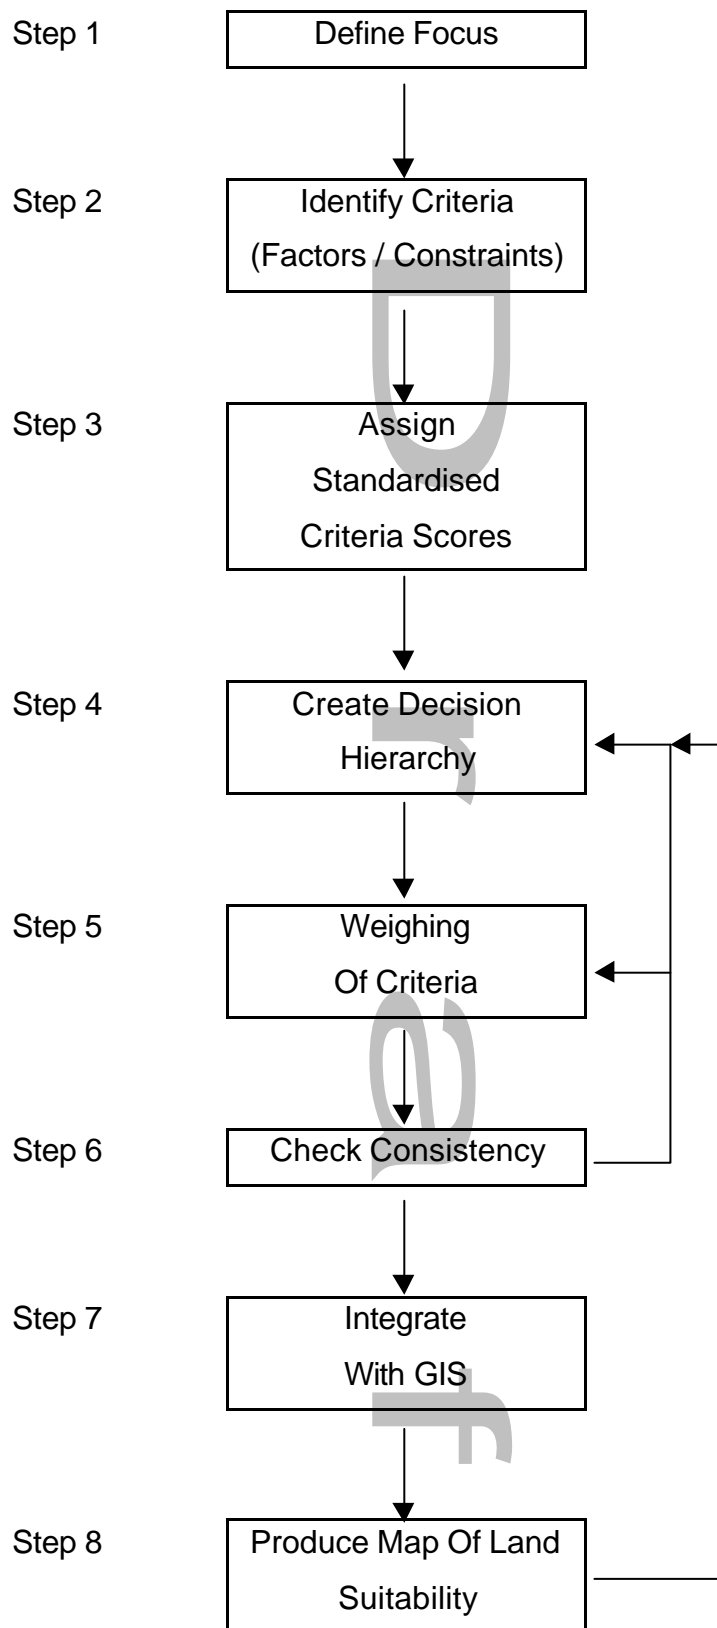 Step 1
Define Focus
Step 2
Identify Criteria
(Factors / Constraints)
Step 3
Assign
Standardised
Criteria Scores
Step 4
Create Decision
Hierarchy
Step 5
Weighing
Of Criteria
Step 6
Check Consistency
Step 7
Integrate
With GIS
Step 8
Produce Map Of Land
Suitability
Draf